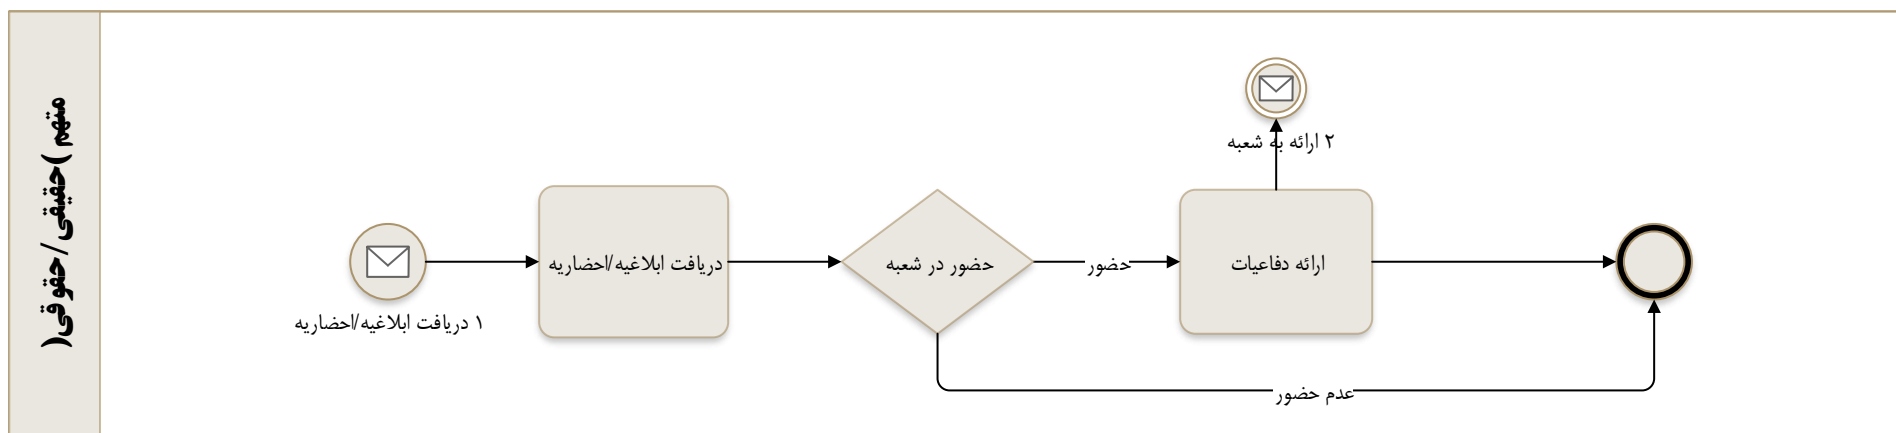 متهم )حقیقی/حقوقی(
۱ دریافت ابلاغیه/احضاریه
دریافت ابلاغیه/احضاریه
حضور در شعبه
حضور
ارائه دفاعیات
۲ ارائه به شعبه
عدم حضور